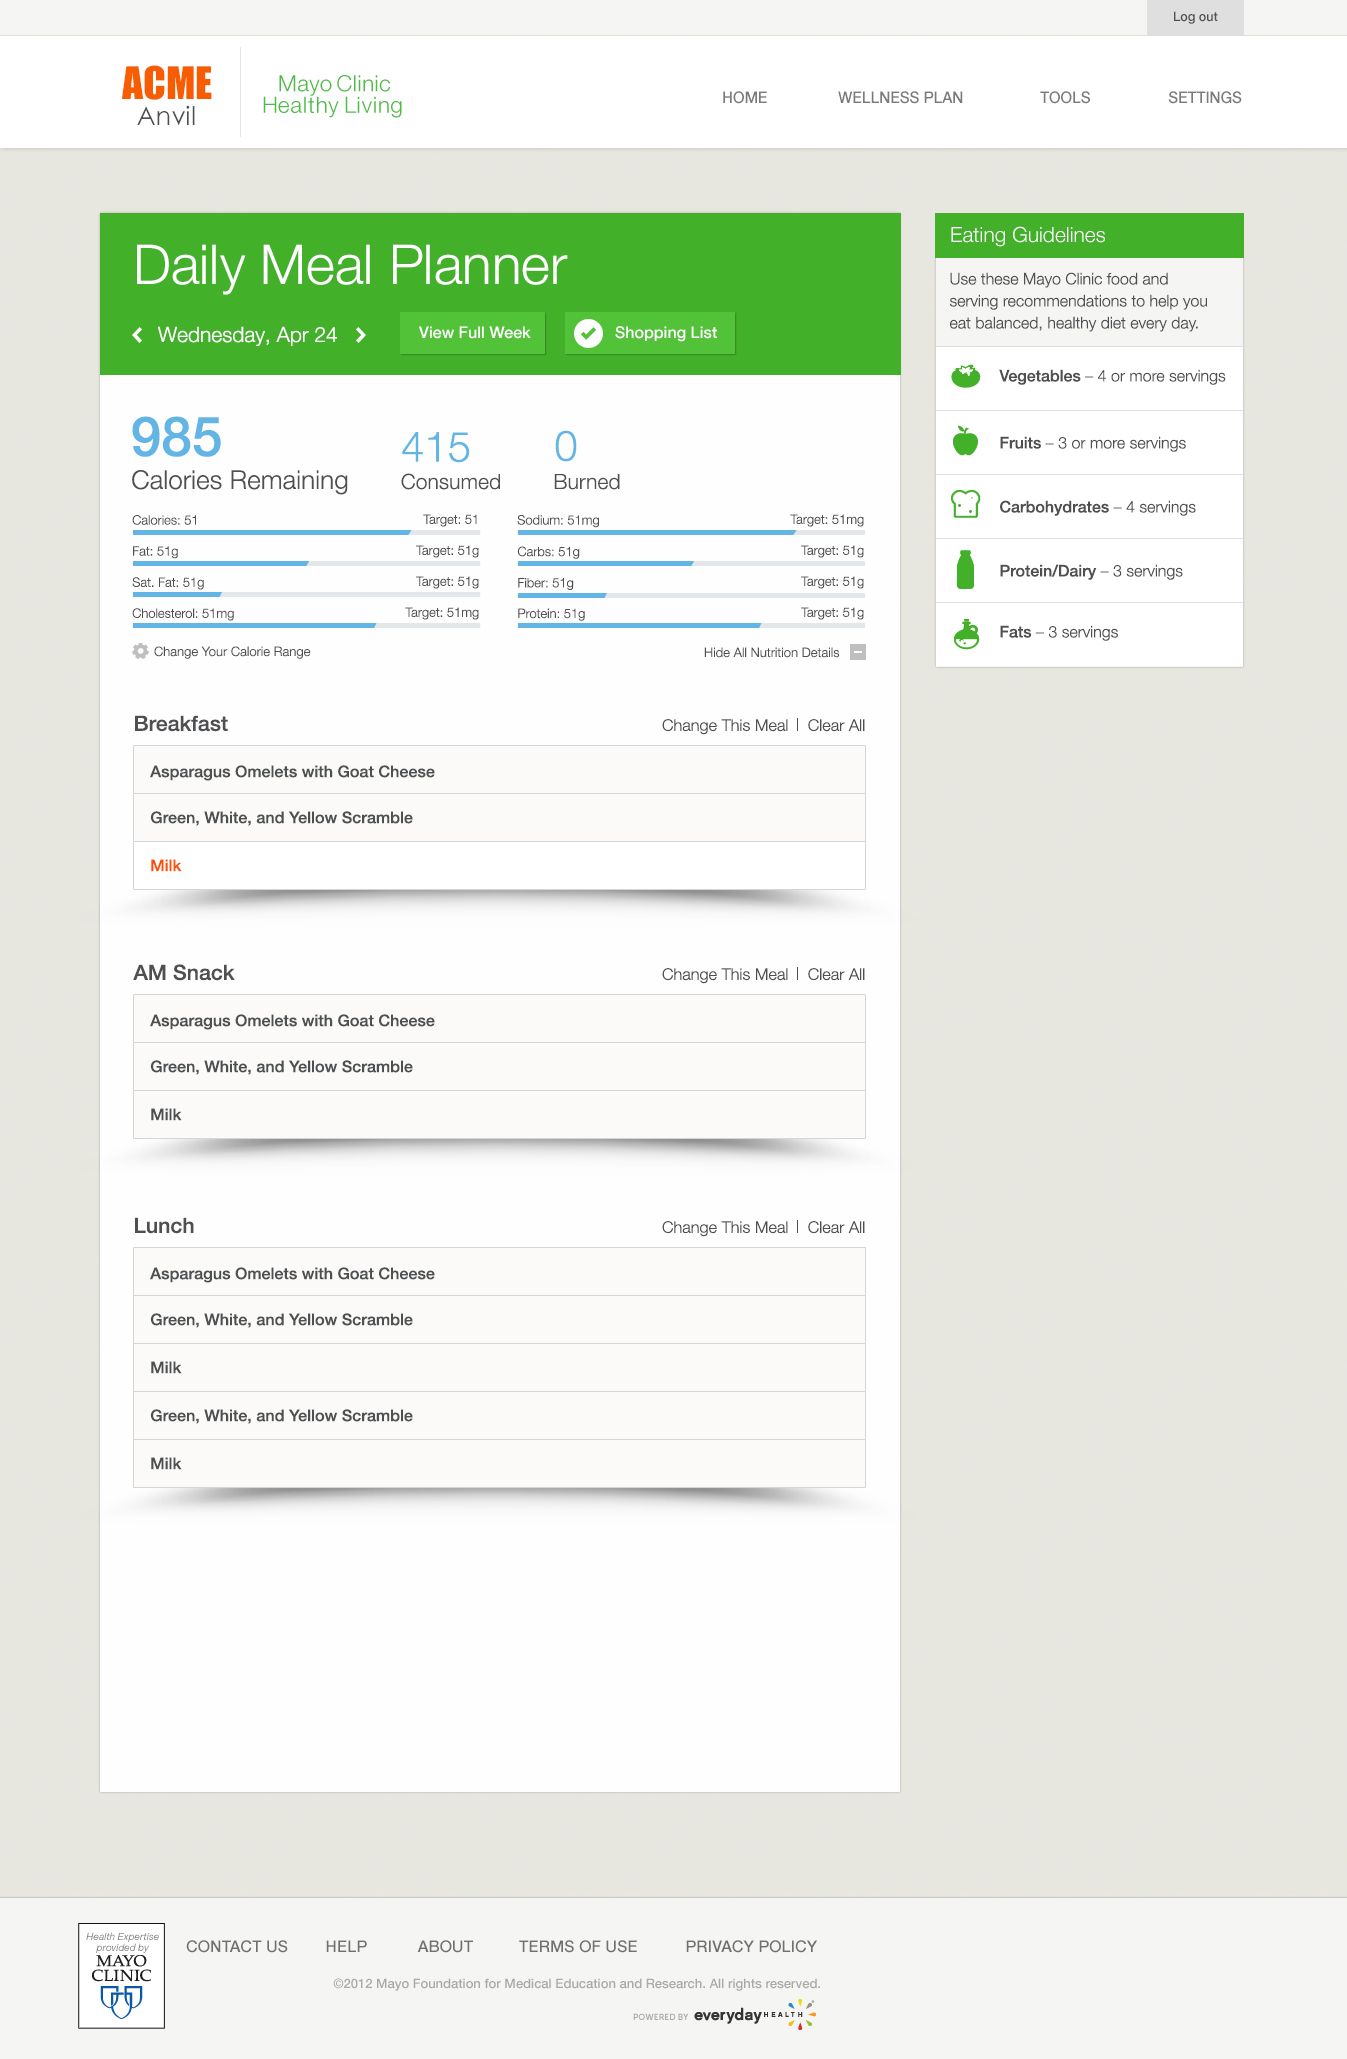 Log out
ACME
Anvil
Mayo Clinic
Healthy Living
HOME
WELLNESS PLAN
TOOLS
SETTINGS
Daily Meal Planner
Wednesday, Apr 24
View Full Week
Shopping List
985
Calories Remaining
415
Consumed
0
Burned
Calories: 51
Target: 51
Fat: 51g
Target: 51g
Sat. Fat: 51g
Target: 51g
Cholesterol: 51mg
Target: 51mg
Sodium: 51mg
Target: 51mg
Carbs: 51g
Target: 51g
Fiber: 51g
Target: 51g
Protein: 51g
Target: 51g
Change Your Calorie Range
Hide All Nutrition Details
Breakfast
Change This Meal | Clear All
Asparagus Omelets with Goat Cheese
Green, White, and Yellow Scramble
Milk
AM Snack
Change This Meal | Clear All
Asparagus Omelets with Goat Cheese
Green, White, and Yellow Scramble
Milk
Lunch
Change This Meal | Clear All
Asparagus Omelets with Goat Cheese
Green, White, and Yellow Scramble
Milk
Green, White, and Yellow Scramble
Milk
Eating Guidelines
Use these Mayo Clinic food and
serving recommendations to help you
eat balanced, healthy diet every day.
Vegetables – 4 or more servings
Fruits – 3 or more servings
Carbohydrates – 4 servings
Protein/Dairy – 3 servings
Fats – 3 servings
Health Expertise
provided by
MAYO
CLINIC
CONTACT US
HELP
ABOUT
TERMS OF USE
PRIVACY POLICY
©2012 Mayo Foundation for Medical Education and Research. All rights reserved.
POWERED BY everyday HEALTH